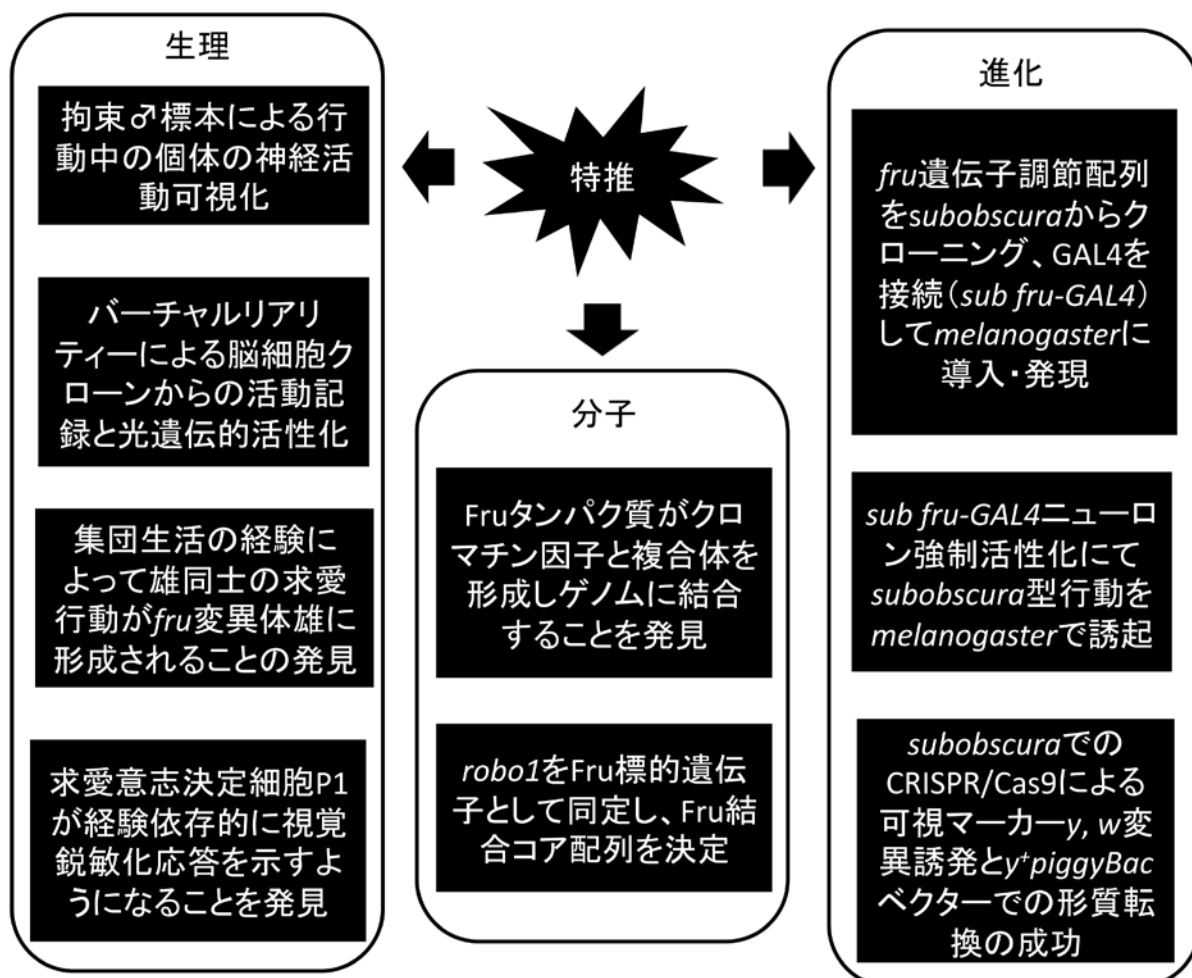 生理
拘束♂標本による行
動中の個体の神経活
動可視化
バーチャルリアリ
ティーによる脳細胞ク
ローンからの活動記
録と光遺伝的活性化
集団生活の経験に
よって雄同士の求愛
行動がfru変異体雄に
形成されることの発見
求愛意志決定細胞P1
が経験依存的に視覚
鋭敏化応答を示すよ
うになることを発見
特推
分子
Fruタンパク質がクロ
マチン因子と複合体を
形成しゲノムに結合
することを発見
robo1をFru標的遺伝
子として同定し、Fru結
合コア配列を決定
進化
fru遺伝子調節配列
をsubobscuraからク
ローニング、GAL4を
接続（sub fru-GAL4）
してmelanogasterに
導入・発現
sub fru-GAL4ニューロ
ン強制活性化にて
subobscura型行動を
melanogasterで誘起
subobscuraでの
CRISPR/Cas9による
可視マーカーy, w変
異誘発とy⁺piggyBac
ベクターでの形質転
換の成功